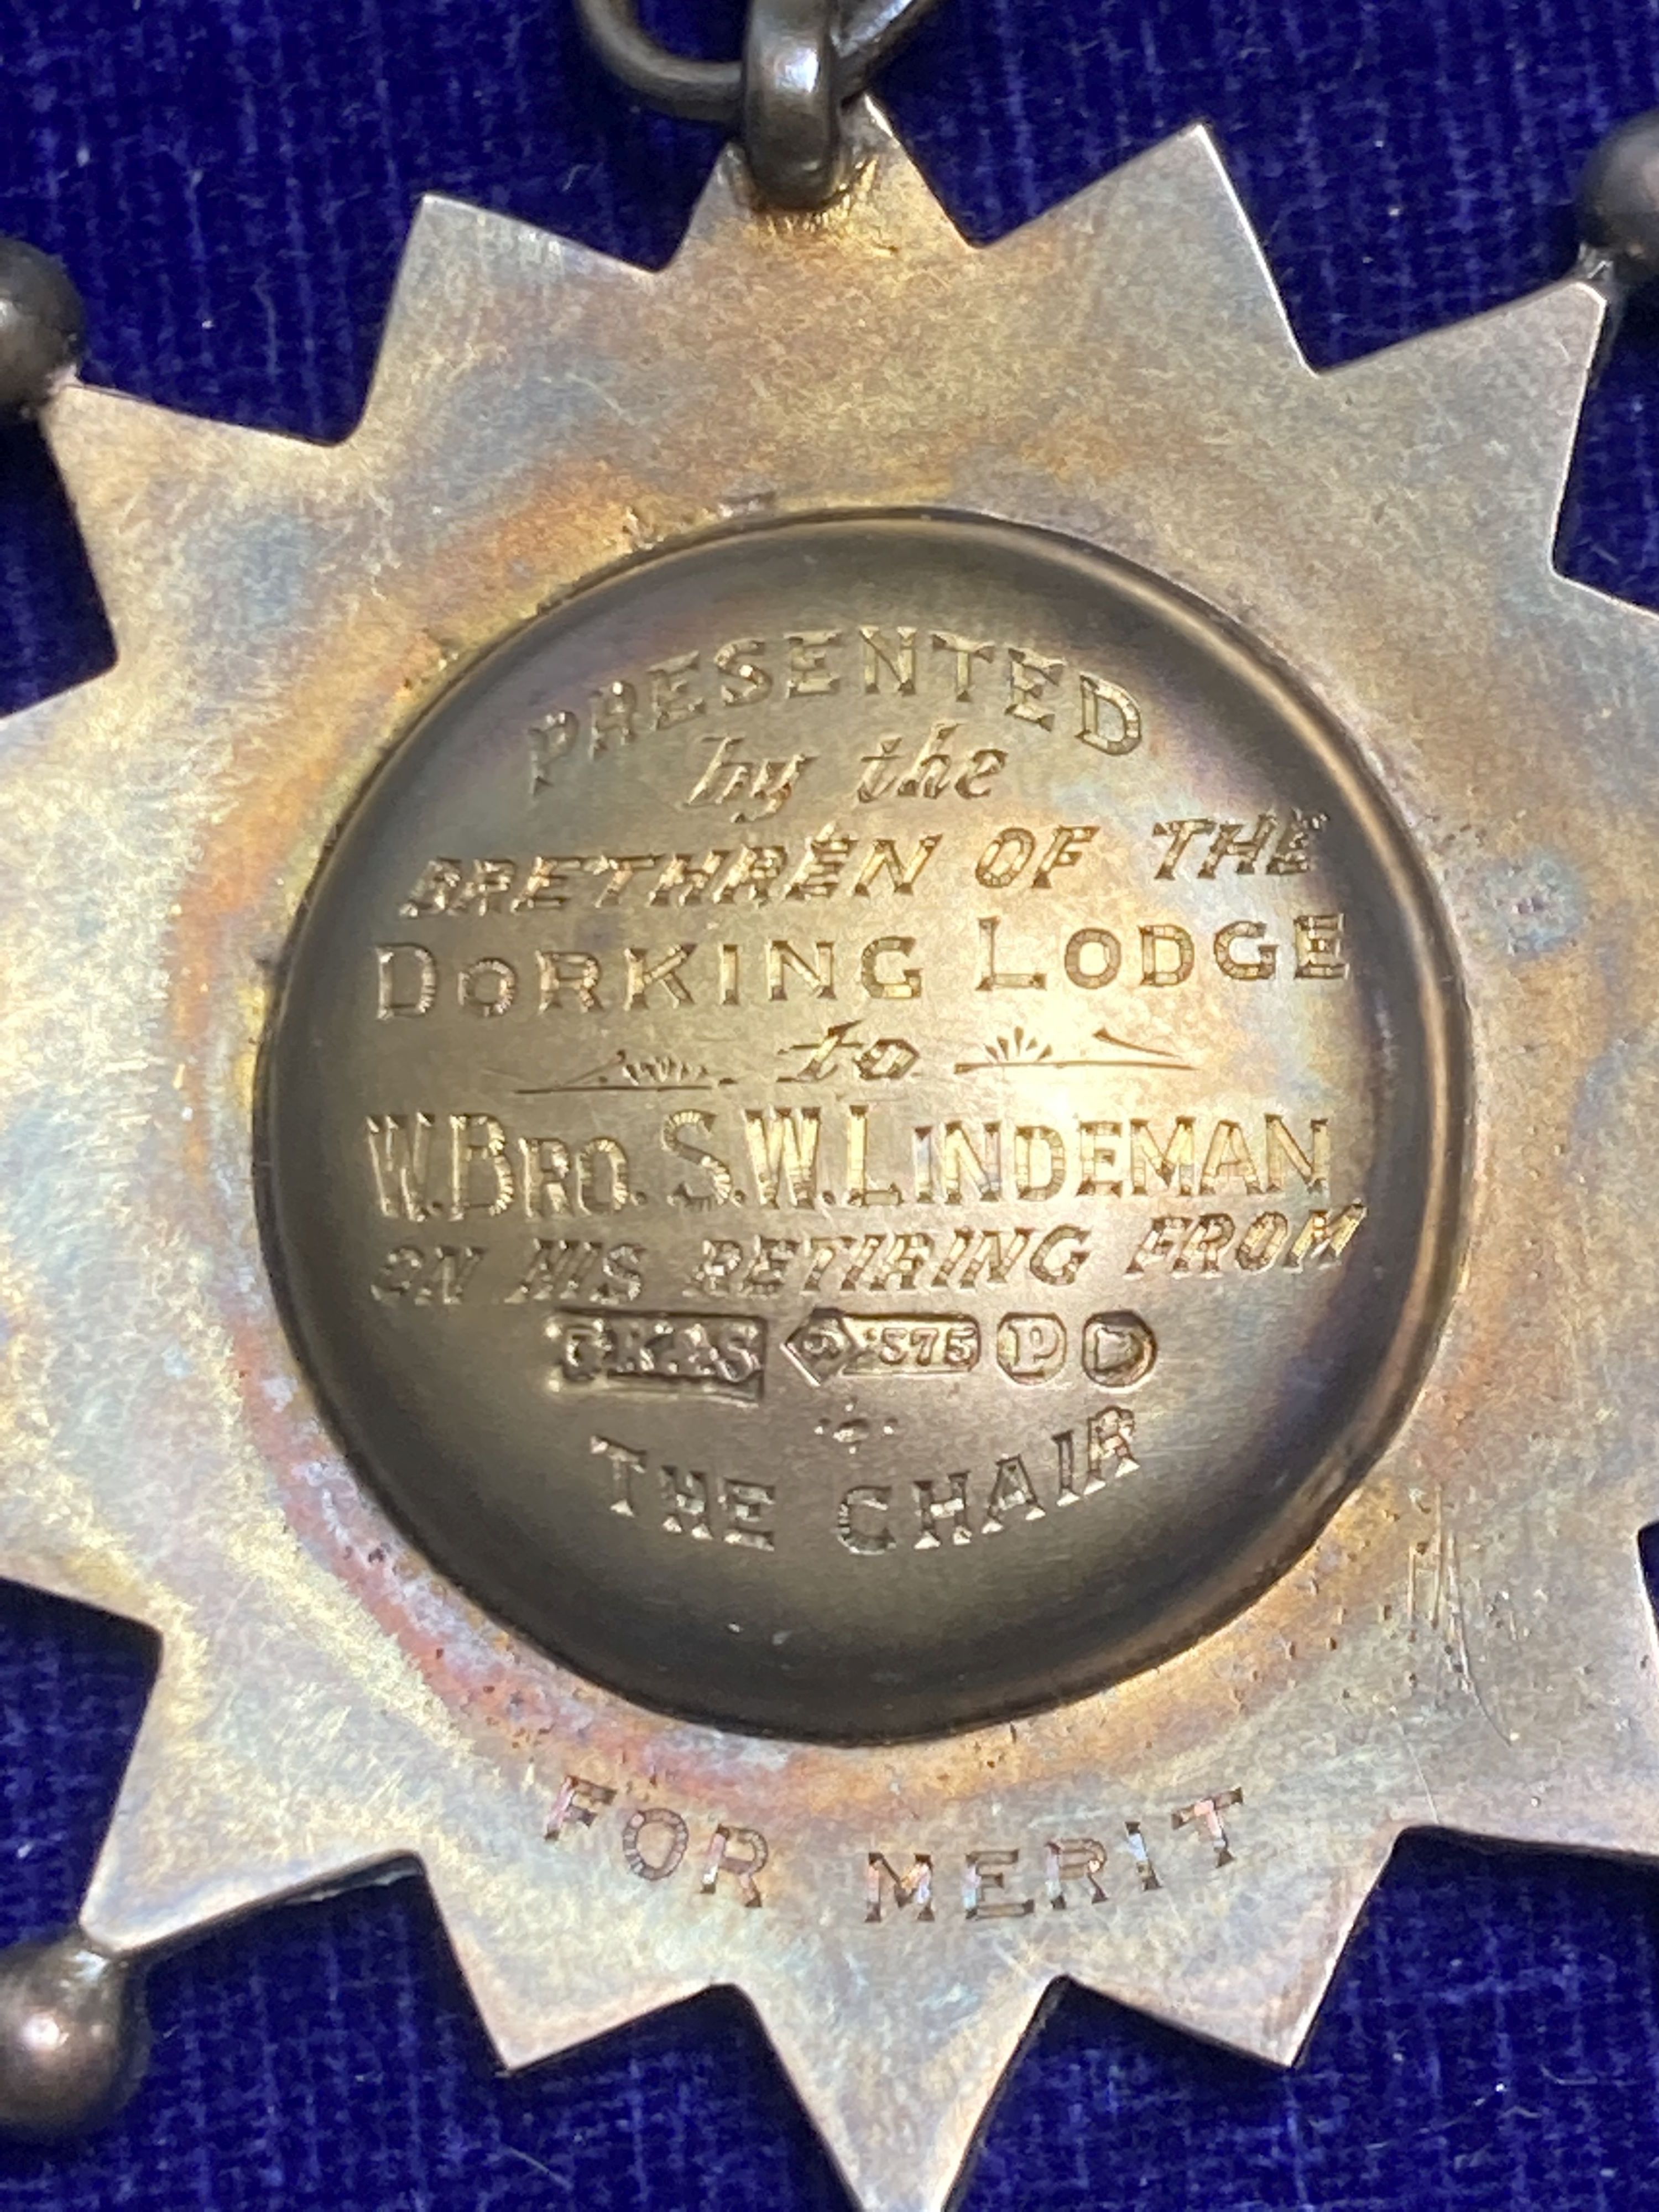 PRESENTED
by the
BRETHREN OF THE
DORKING LODGE
to
W. BRO. S. W. LINDEMAN
ON HIS RETIRING FROM
9 ·375 P
THE CHAIR
FOR MERIT